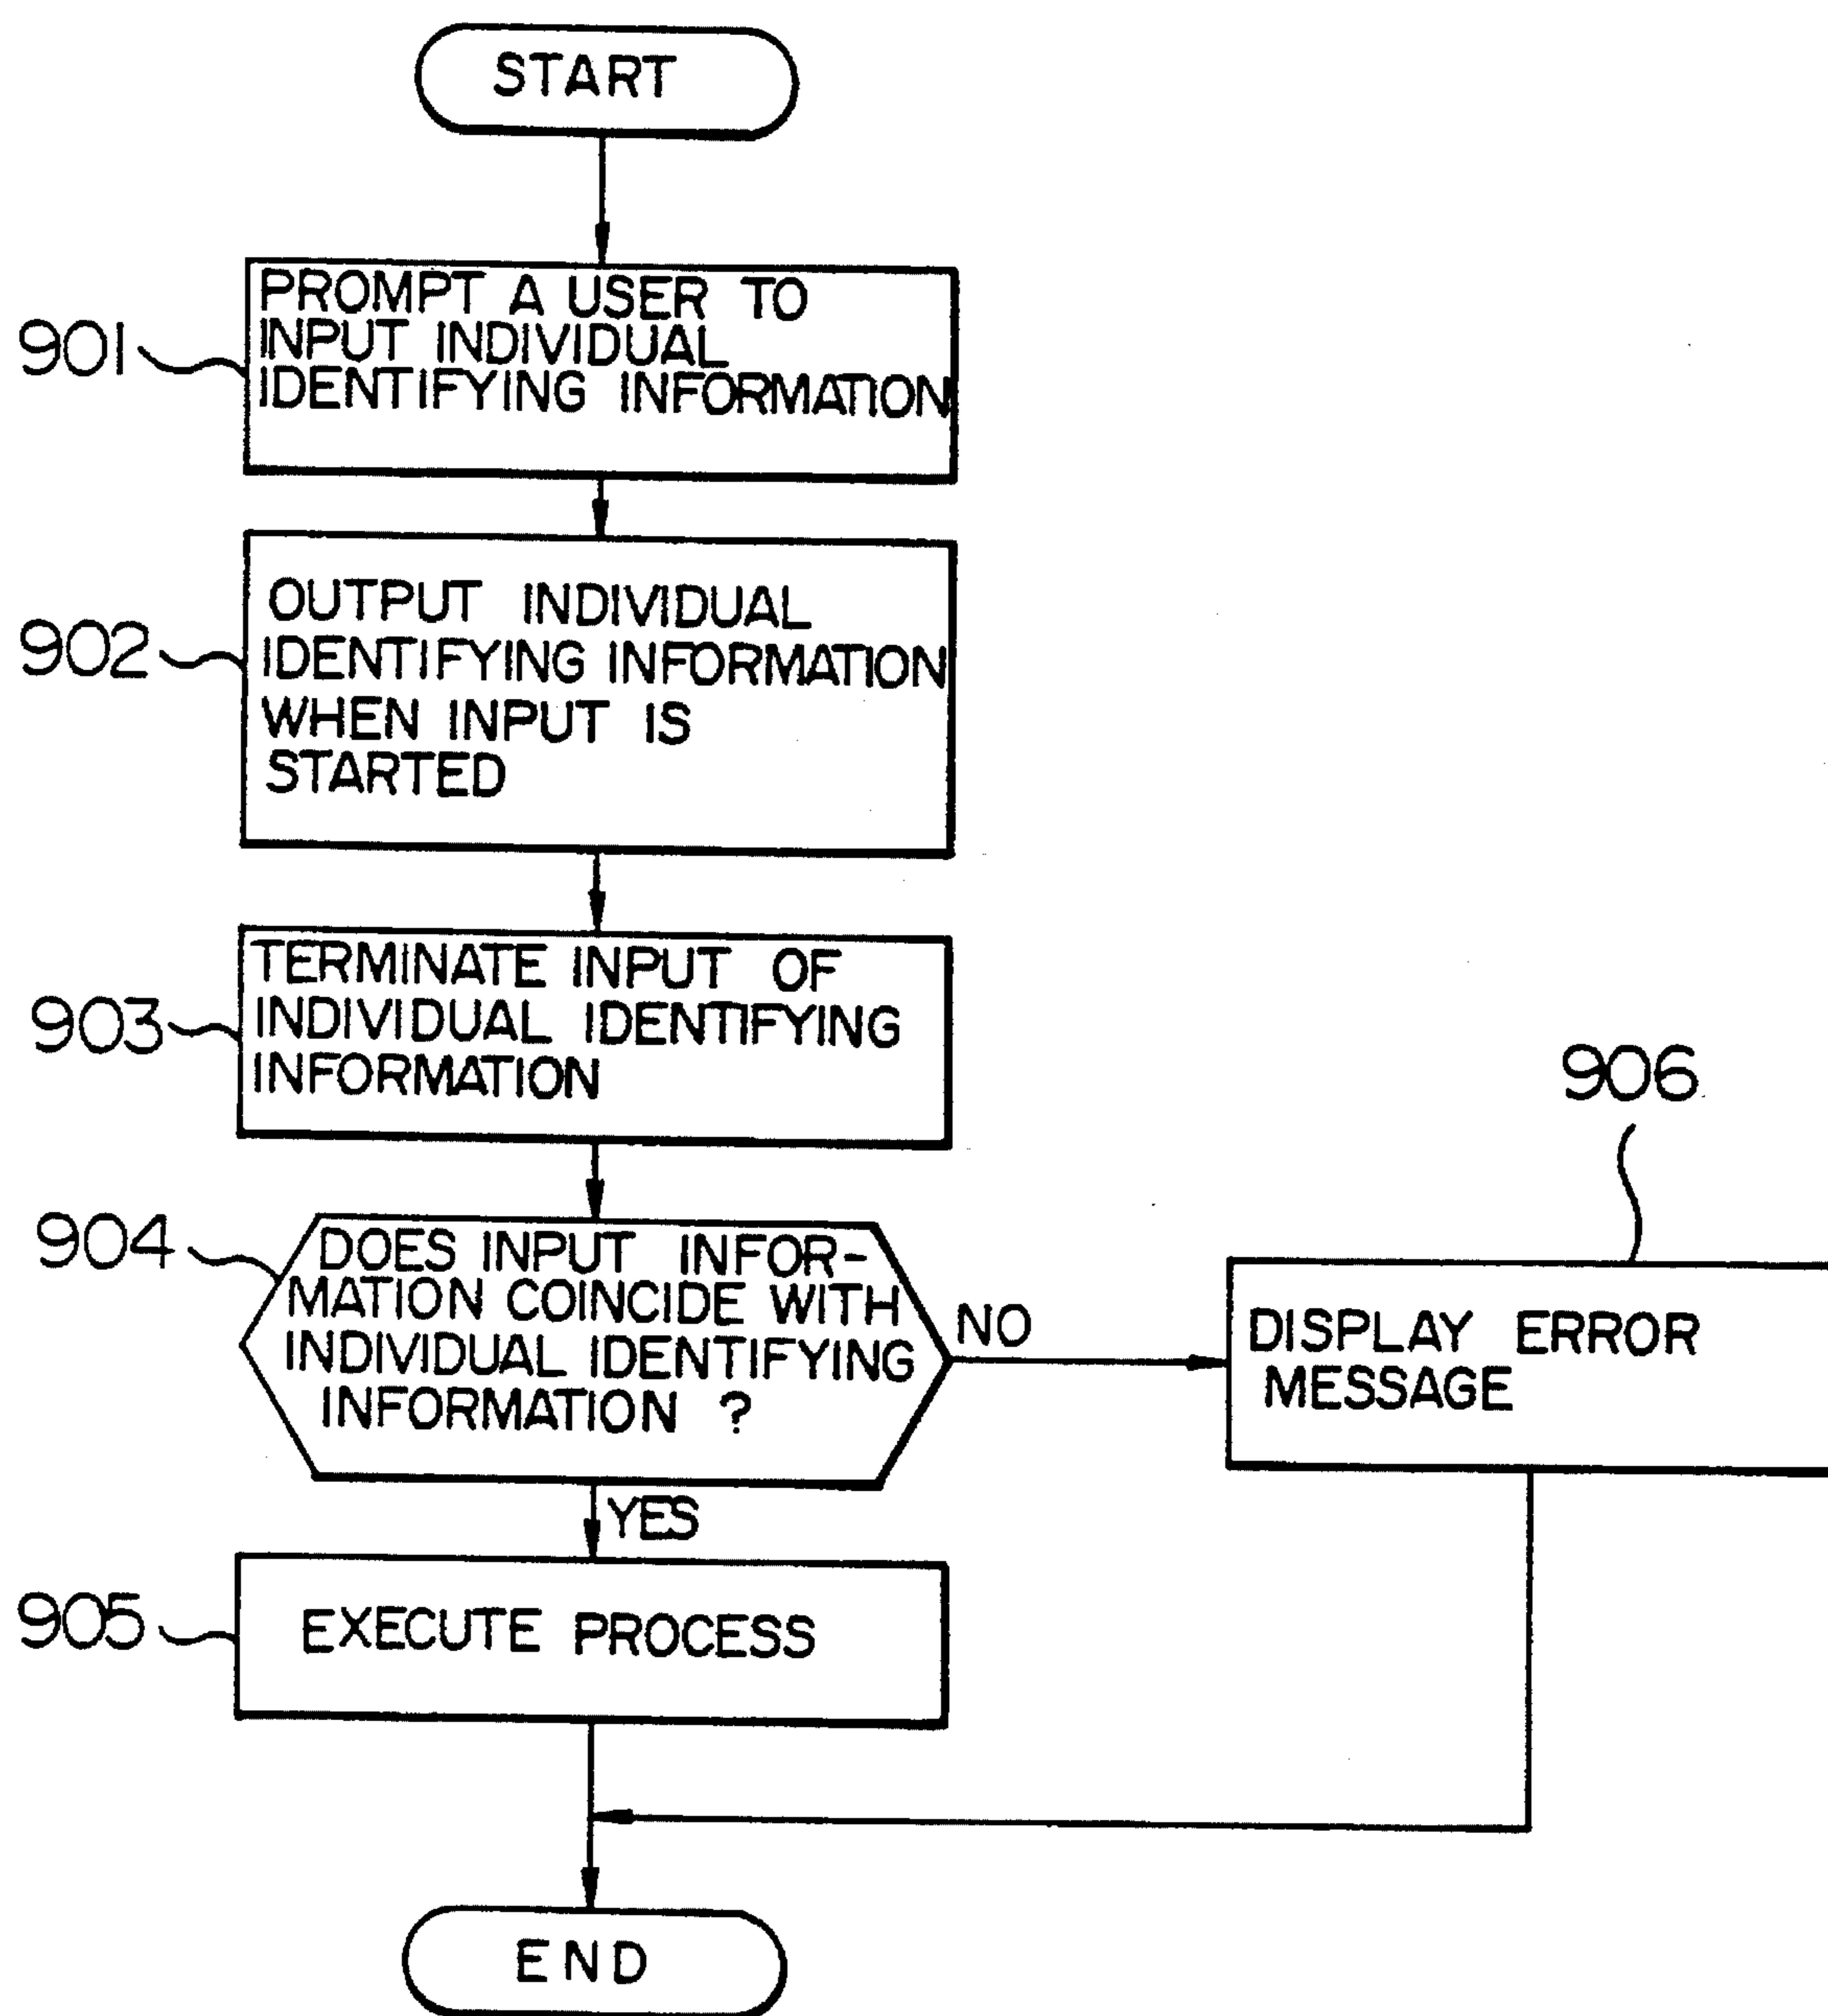 START
901
PROMPT A USER TO
INPUT INDIVIDUAL
IDENTIFYING INFORMATION
902
OUTPUT INDIVIDUAL
IDENTIFYING INFORMATION
WHEN INPUT IS
STARTED
903
TERMINATE INPUT OF
INDIVIDUAL IDENTIFYING
INFORMATION
904
DOES INPUT INFOR-
MATION COINCIDE WITH
INDIVIDUAL IDENTIFYING
INFORMATION ?
NO
906
DISPLAY ERROR
MESSAGE
YES
905
EXECUTE PROCESS
END